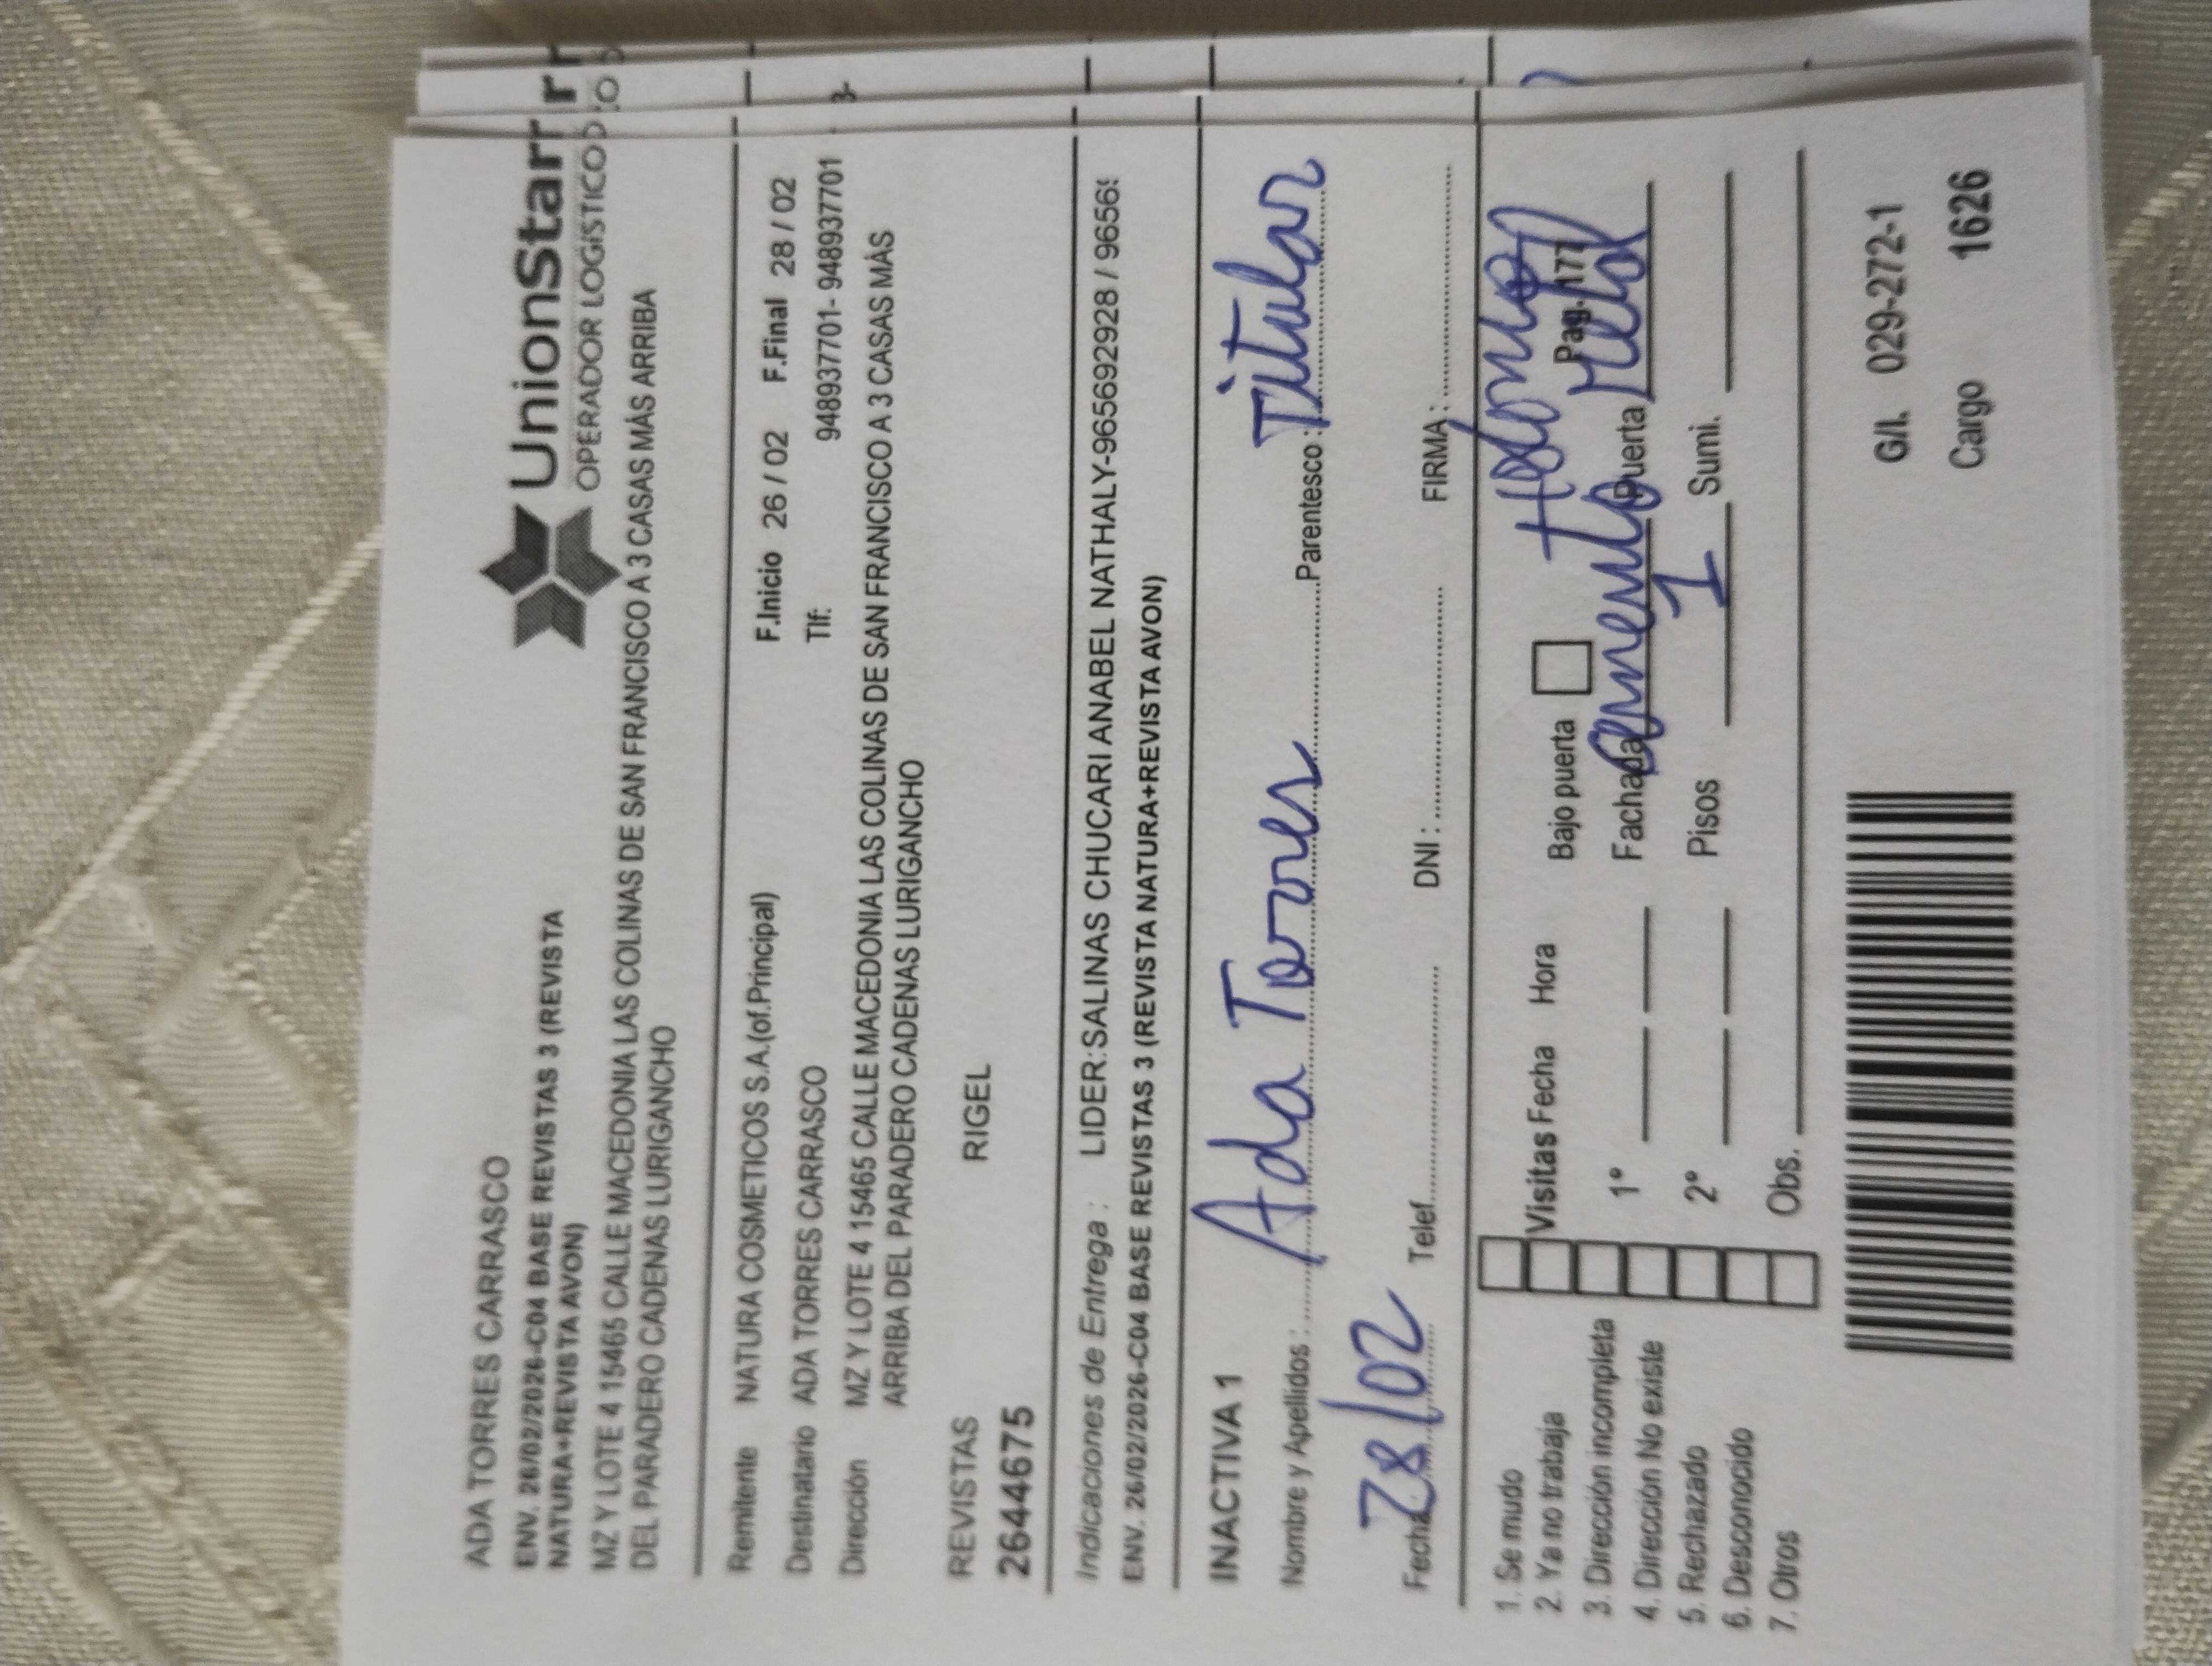 UnionStar
OPERADOR LOGÍSTICO
ADA TORRES CARRASCO
ENV. 26/02/2026-C04 BASE REVISTAS 3 (REVISTA
NATURA+REVISTA AVON)
MZ Y LOTE 4 15465 CALLE MACEDONIA LAS COLINAS DE SAN FRANCISCO A 3 CASAS MÁS ARRIBA
DEL PARADERO CADENAS LURIGANCHO
Remitente NATURA COSMETICOS S.A.(of.Principal) F.Inicio 26 / 02 F.Final 28 / 02
Destinatario ADA TORRES CARRASCO Tlf: 948937701- 948937701
Dirección MZ Y LOTE 4 15465 CALLE MACEDONIA LAS COLINAS DE SAN FRANCISCO A 3 CASAS MÁS
ARRIBA DEL PARADERO CADENAS LURIGANCHO
REVISTAS RIGEL
26446675
Indicaciones de Entrega : LIDER:SALINAS CHUCARI ANABEL NATHALY-965692928 / 96569
ENV. 26/02/2026-C04 BASE REVISTAS 3 (REVISTA NATURA+REVISTA AVON)
INACTIVA 1
Nombre y Apellidos : Ada Torres Parentesco : Titular
Fecha 28/02 Telef. DNI : FIRMA :
1. Se mudo
2. Ya no trabaja
3. Dirección incompleta
4. Dirección No existe
5. Rechazado
6. Desconocido
7. Otros
Visitas Fecha Hora Bajo puerta Pag. 177
1° Fachada Puerta
2° Pisos 1 Sumi.
Obs.
G/I. 029-272-1
Cargo 1626